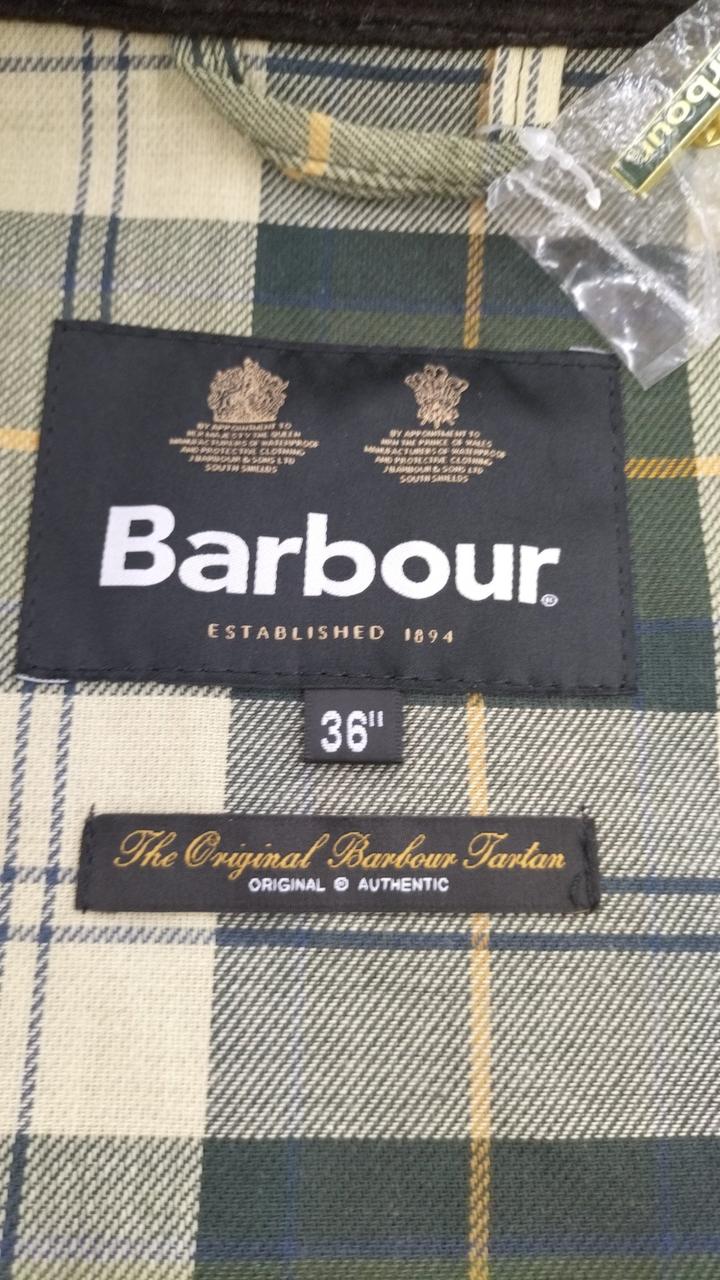 Barbour
BY APPOINTMENT TO
HER MAJESTY THE QUEEN
MANUFACTURERS OF WATERPROOF
AND PROTECTIVE CLOTHING
J BARBOUR & SONS LTD
SOUTH SHIELDS
BY APPOINTMENT TO
HRH THE PRINCE OF WALES
MANUFACTURERS OF WATERPROOF
AND PROTECTIVE CLOTHING
J BARBOUR & SONS LTD
SOUTH SHIELDS
Barbour®
ESTABLISHED 1894
36"
The Original Barbour Tartan
ORIGINAL © AUTHENTIC